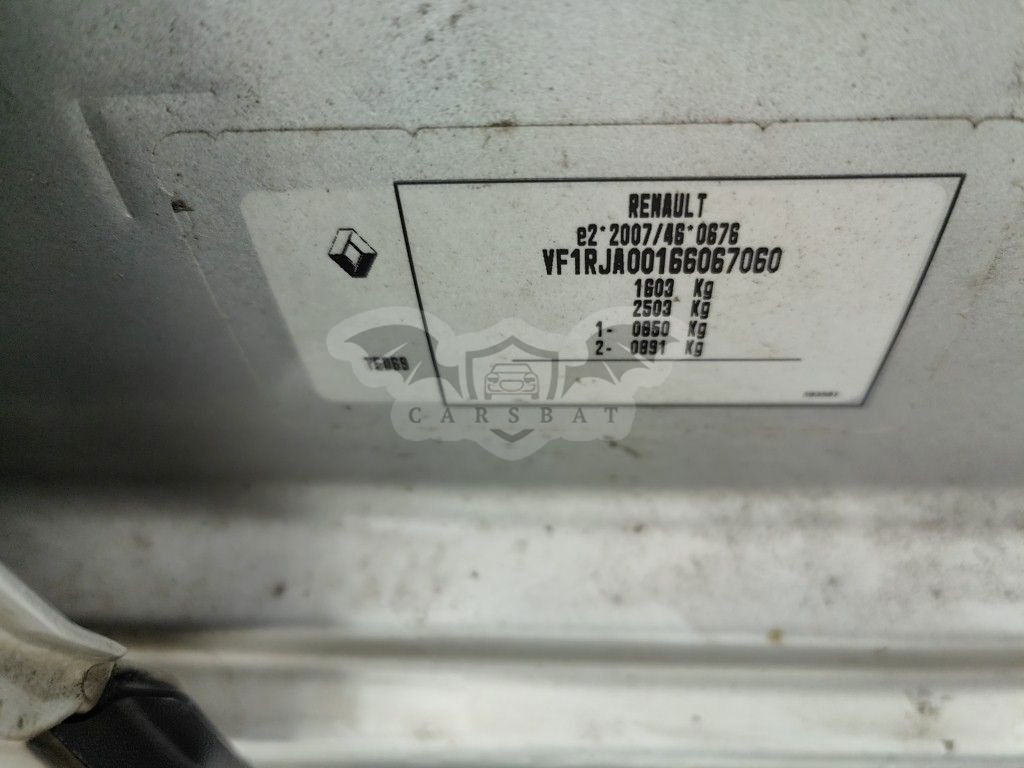 RENAULT
e2*2007/46*0676
VF1RJA00166067060
1603 Kg
2503 Kg
1- 0850 Kg
2- 0891 Kg
CARSBAT